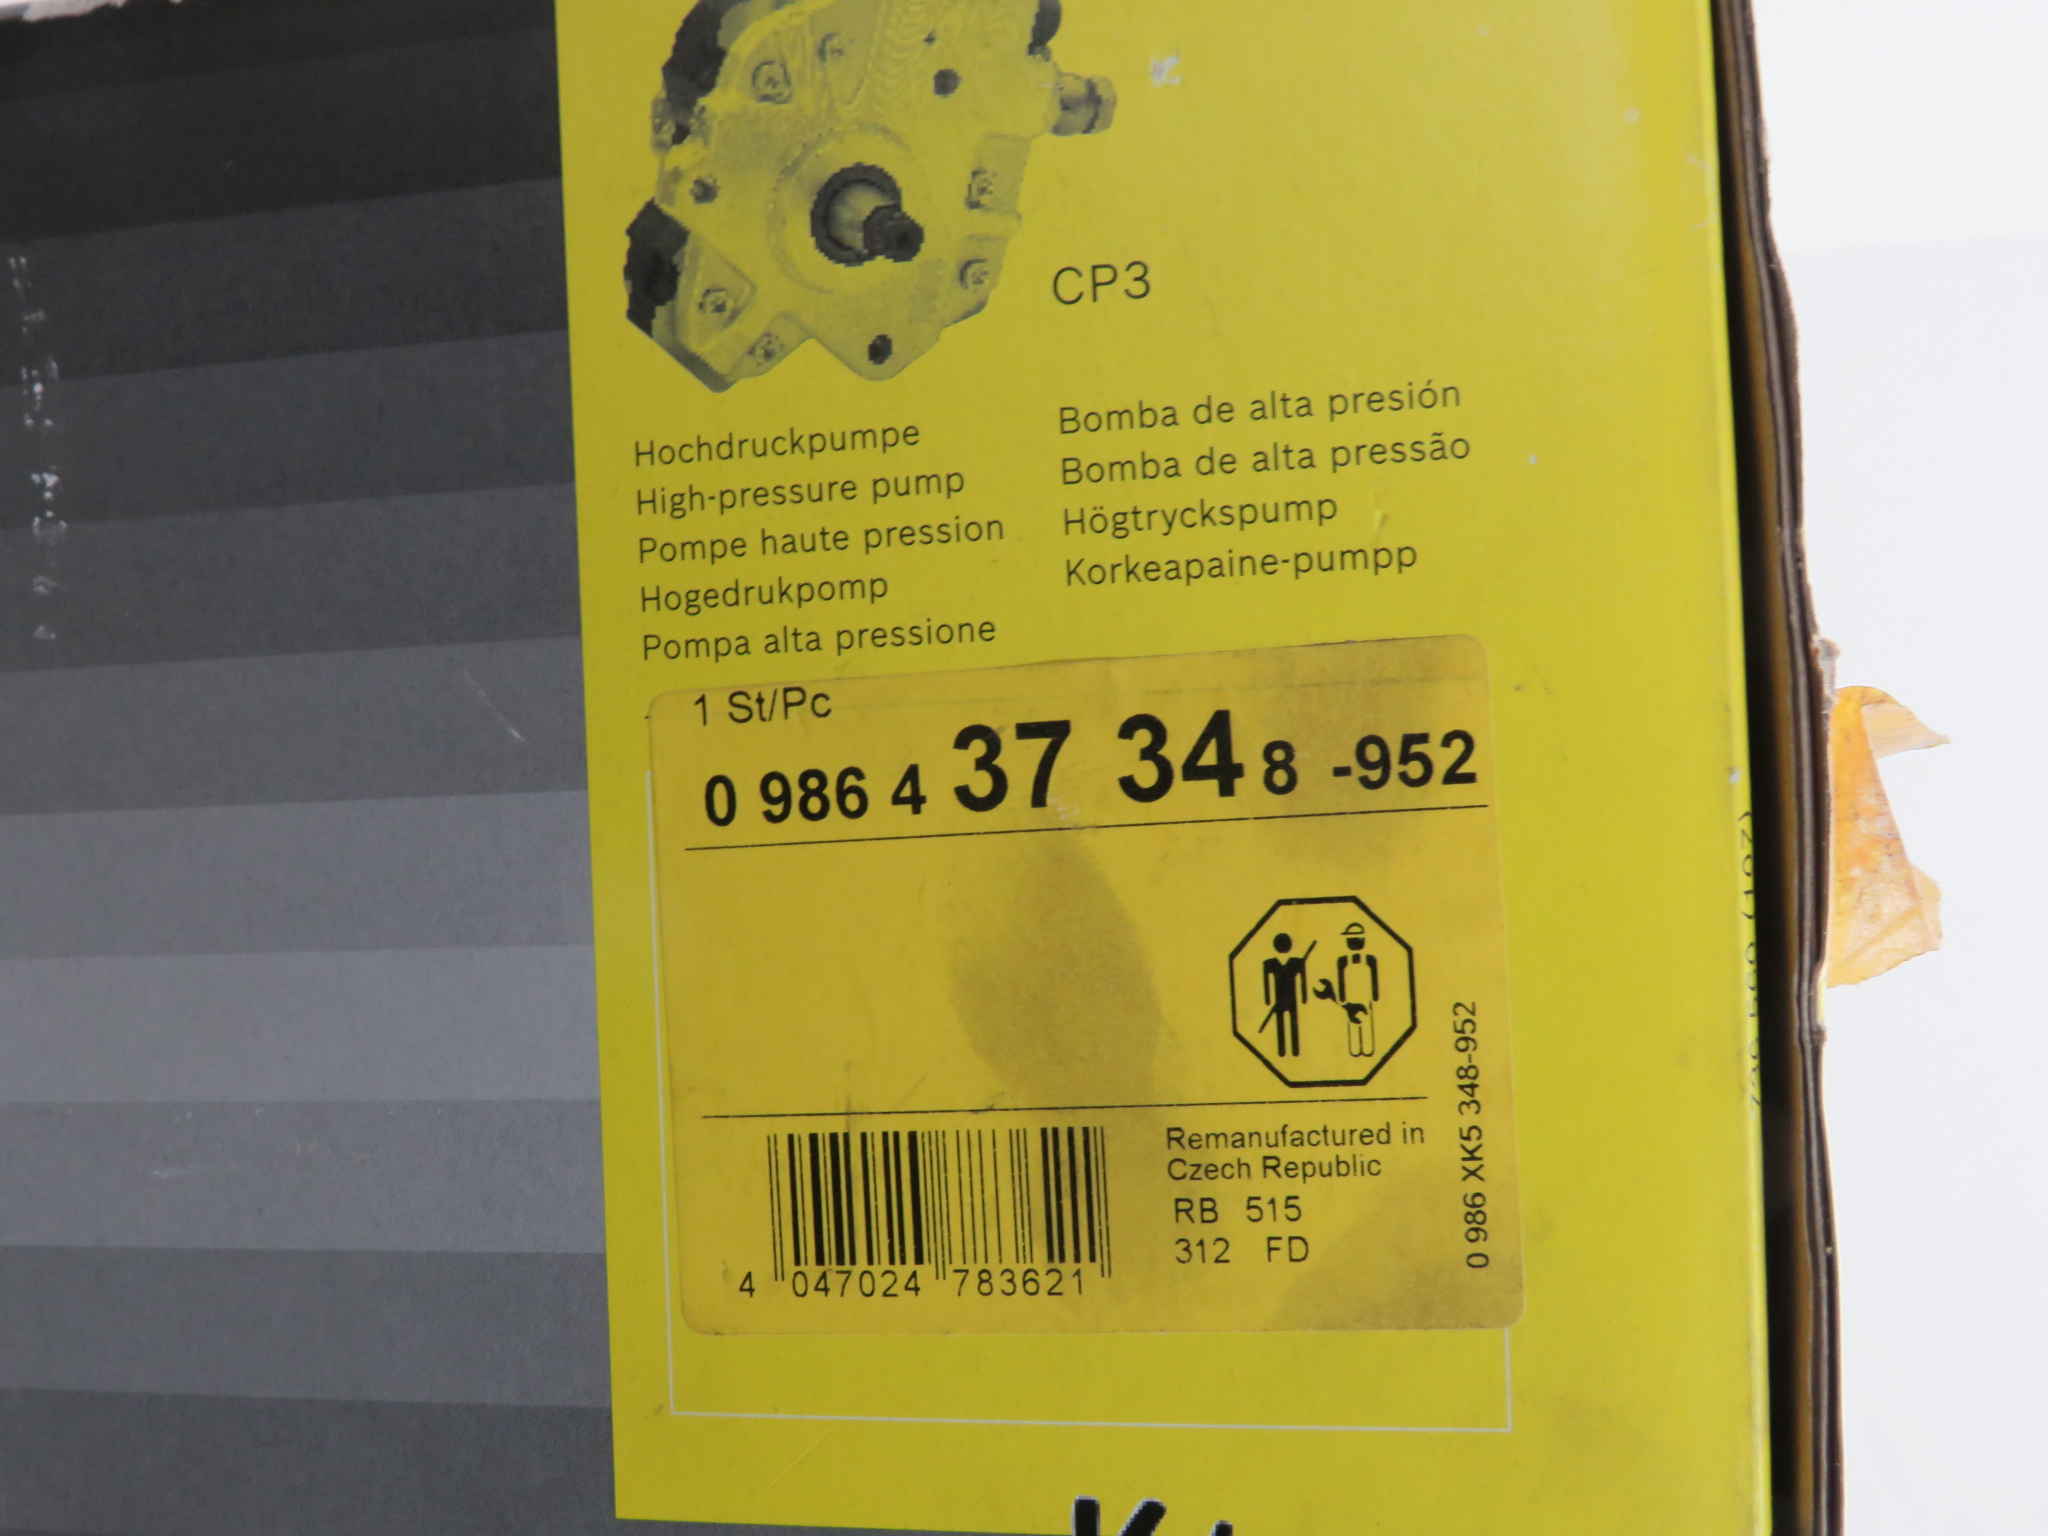 CP3
Hochdruckpumpe
High-pressure pump
Pompe haute pression
Hogedrukpomp
Pompa alta pressione
Bomba de alta presión
Bomba de alta pressão
Högtryckspump
Korkeapaine-pumpp
1 St/Pc
0 986 4 37 34 8 -952
0 986 XK5 348-952
Remanufactured in
Czech Republic
RB 515
312 FD
4 047024 783621